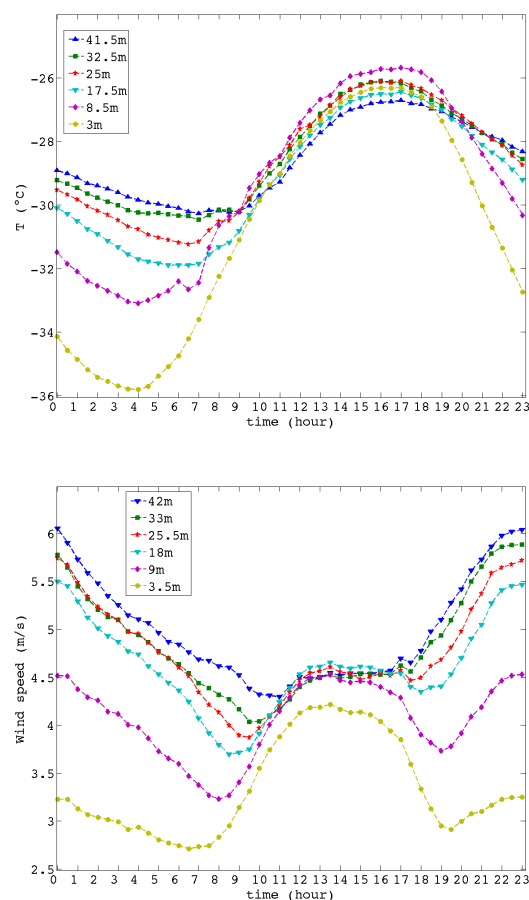 41.5m
32.5m
25m
17.5m
8.5m
3m
−26
−28
−30
−32
−34
−36
T (°C)
0 1 2 3 4 5 6 7 8 9 10 11 12 13 14 15 16 17 18 19 20 21 22 23
time (hour)
42m
33m
25.5m
18m
9m
3.5m
6
5.5
5
4.5
4
3.5
3
2.5
Wind speed (m/s)
0 1 2 3 4 5 6 7 8 9 10 11 12 13 14 15 16 17 18 19 20 21 22 23
time (hour)